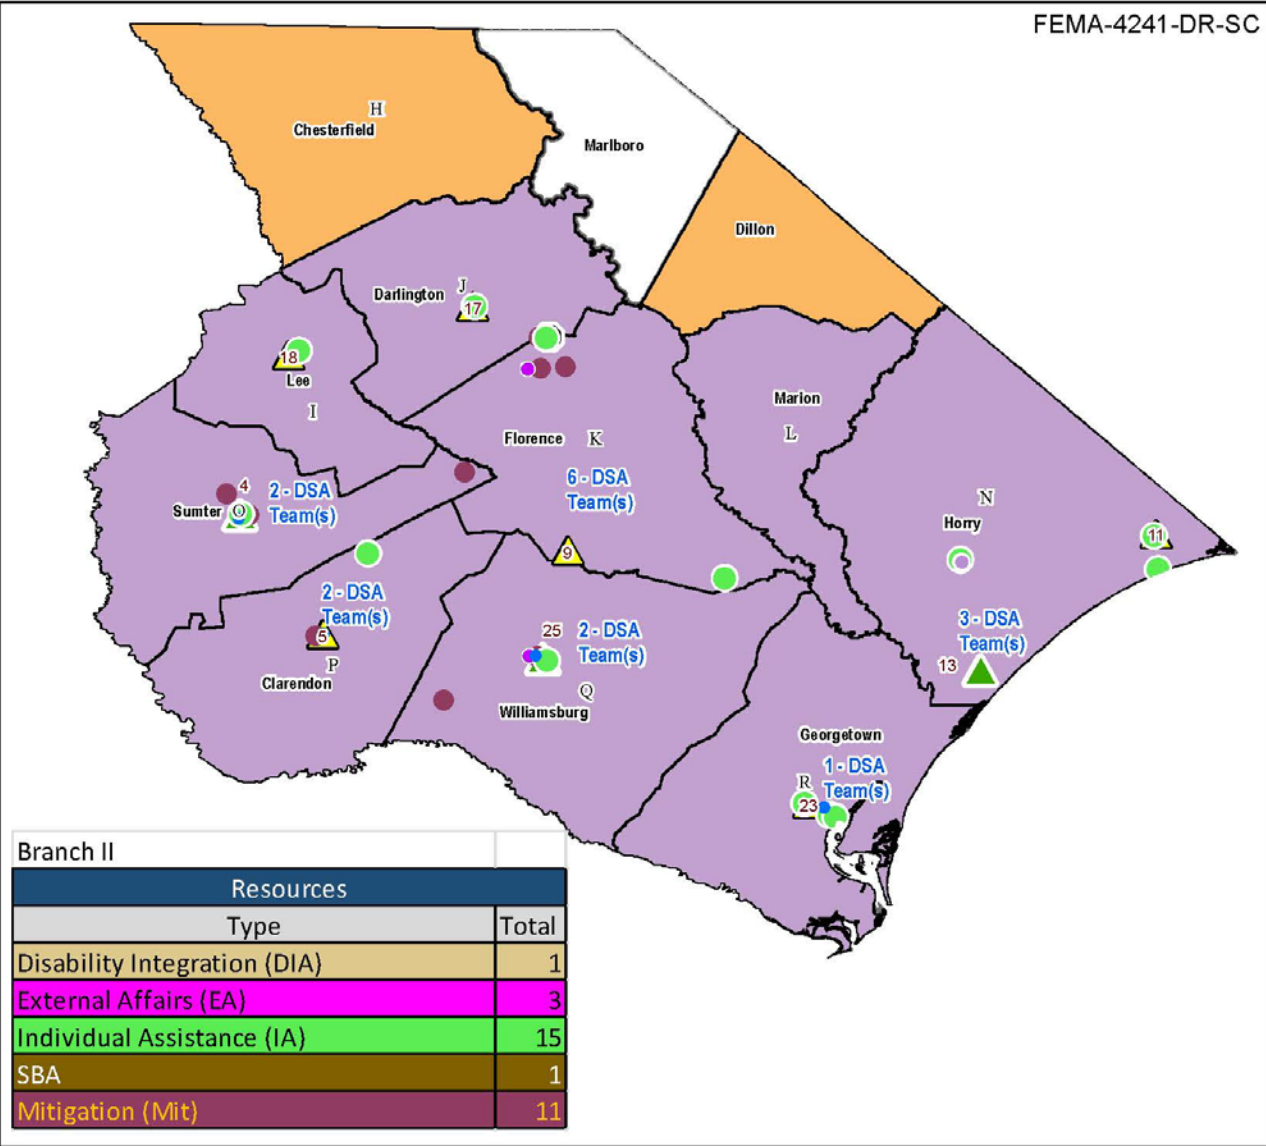 FEMA-4241-DR-SC
H
Chesterfield
Marlboro
Dillon
J
Darlington
17
18
Lee
I
Marion
L
Florence K
6 - DSA
Team(s)
4
2 - DSA
Team(s)
Sumter O
N
Horry
11
9
2 - DSA
Team(s)
5
P
Clarendon
25
2 - DSA
Team(s)
Q
Williamsburg
3 - DSA
Team(s)
13
Georgetown
1 - DSA
Team(s)
R
23
Branch II
Resources
Type Total
Disability Integration (DIA) 1
External Affairs (EA) 3
Individual Assistance (IA) 15
SBA 1
Mitigation (Mit) 11